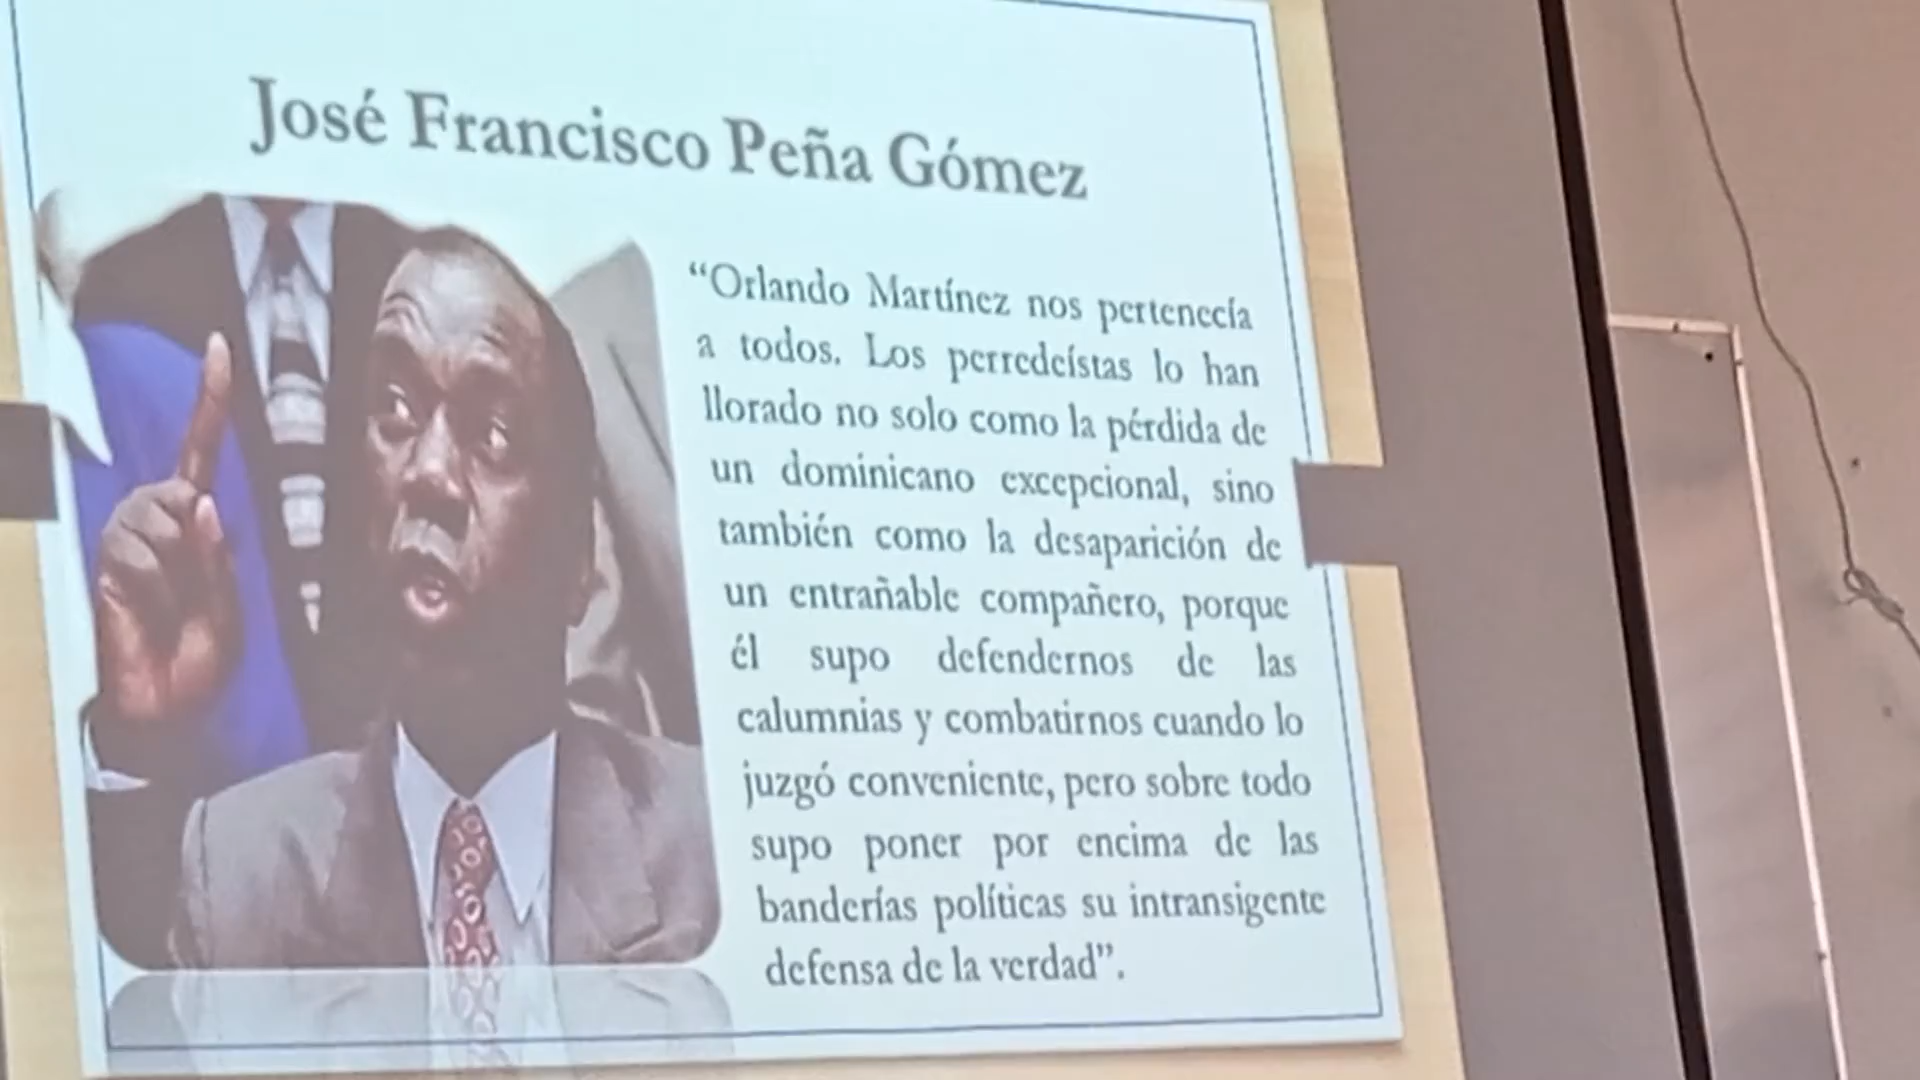 José Francisco Peña Gómez
“Orlando Martínez nos pertenecía
a todos. Los perredeístas lo han
llorado no solo como la pérdida de
un dominicano excepcional, sino
también como la desaparición de
un entrañable compañero, porque
él supo defendernos de las
calumnias y combatirnos cuando lo
juzgó conveniente, pero sobre todo
supo poner por encima de las
banderías políticas su intransigente
defensa de la verdad”.